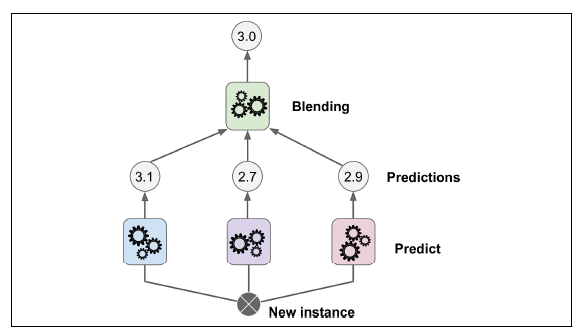 3.0
Blending
3.1
2.7
2.9
Predictions
Predict
New instance